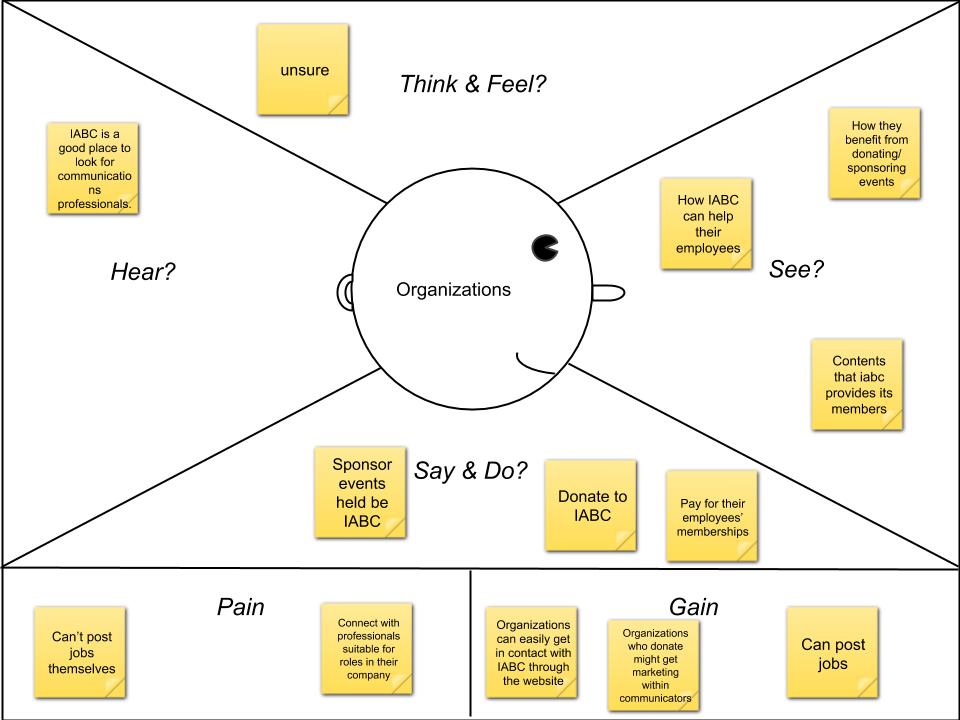 unsure
Think & Feel?
IABC is a
good place to
look for
communicatio
ns
professionals.
Hear?
Organizations
How they
benefit from
donating/
sponsoring
events
How IABC
can help
their
employees
See?
Contents
that iabc
provides its
members
Sponsor
events
held be
IABC
Say & Do?
Donate to
IABC
Pay for their
employees'
memberships
Pain
Can't post
jobs
themselves
Connect with
professionals
suitable for
roles in their
company
Gain
Organizations
can easily get
in contact with
IABC through
the website
Organizations
who donate
might get
marketing
within
communicators
Can post
jobs